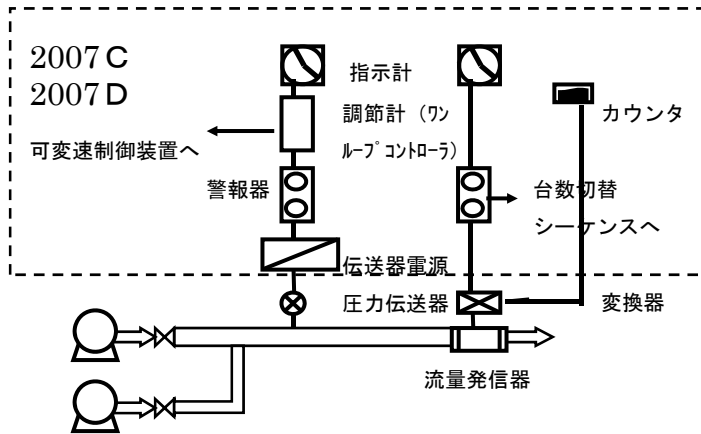 2007C
2007D
指示計
調節計（ﾜﾝ
ﾙｰﾌﾟｺﾝﾄﾛｰﾗ）
カウンタ
可変速制御装置へ
警報器
台数切替
シーケンスへ
伝送器電源
圧力伝送器
変換器
流量発信器